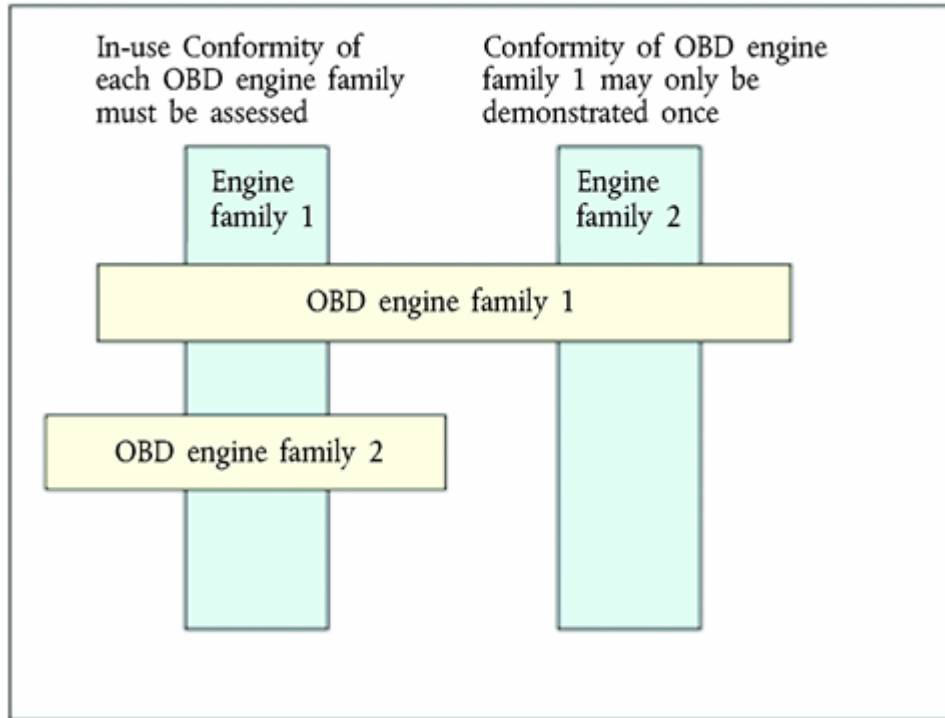 In-use Conformity of
each OBD engine family
must be assessed
Conformity of OBD engine
family 1 may only be
demonstrated once
Engine
family 1
Engine
family 2
OBD engine family 1
OBD engine family 2